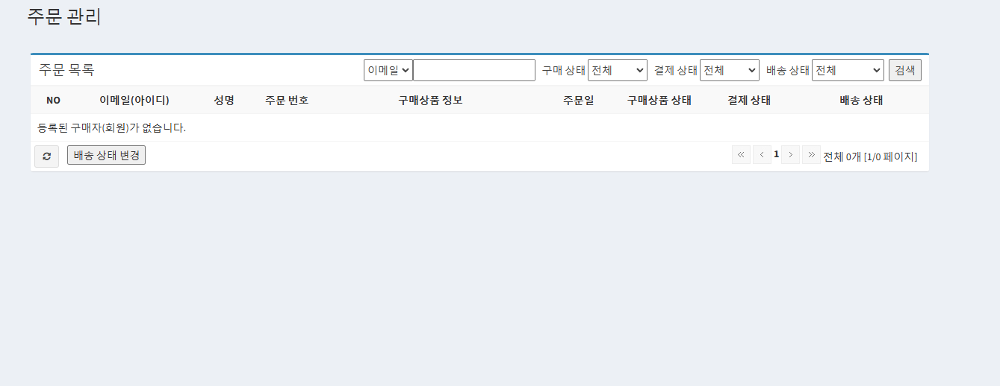 주문 관리
주문 목록 이메일 구매 상태 전체 결제 상태 전체 배송 상태 전체 검색
NO 이메일(아이디) 성명 주문 번호 구매상품 정보 주문일 구매상품 상태 결제 상태 배송 상태
등록된 구매자(회원)가 없습니다.
배송 상태 변경 1 전체 0개 [1/0 페이지]